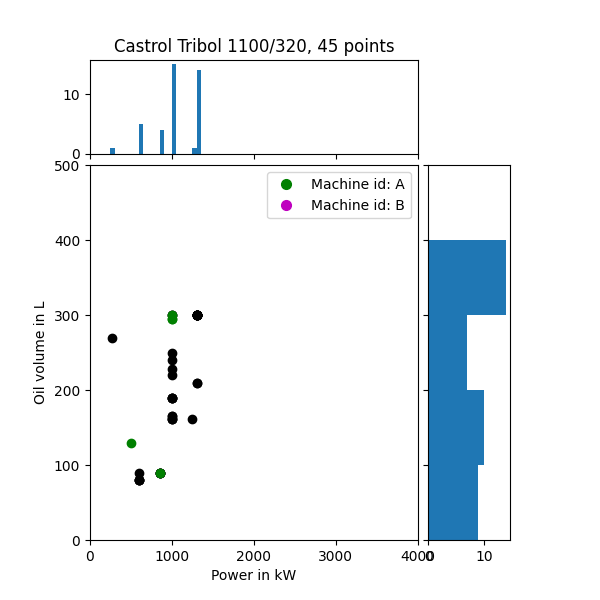 Castrol Tribol 1100/320, 45 points
10
0
500
400
300
200
100
0
Machine id: A
Machine id: B
Oil volume in L
0 1000 2000 3000 4000
0 10
Power in kW